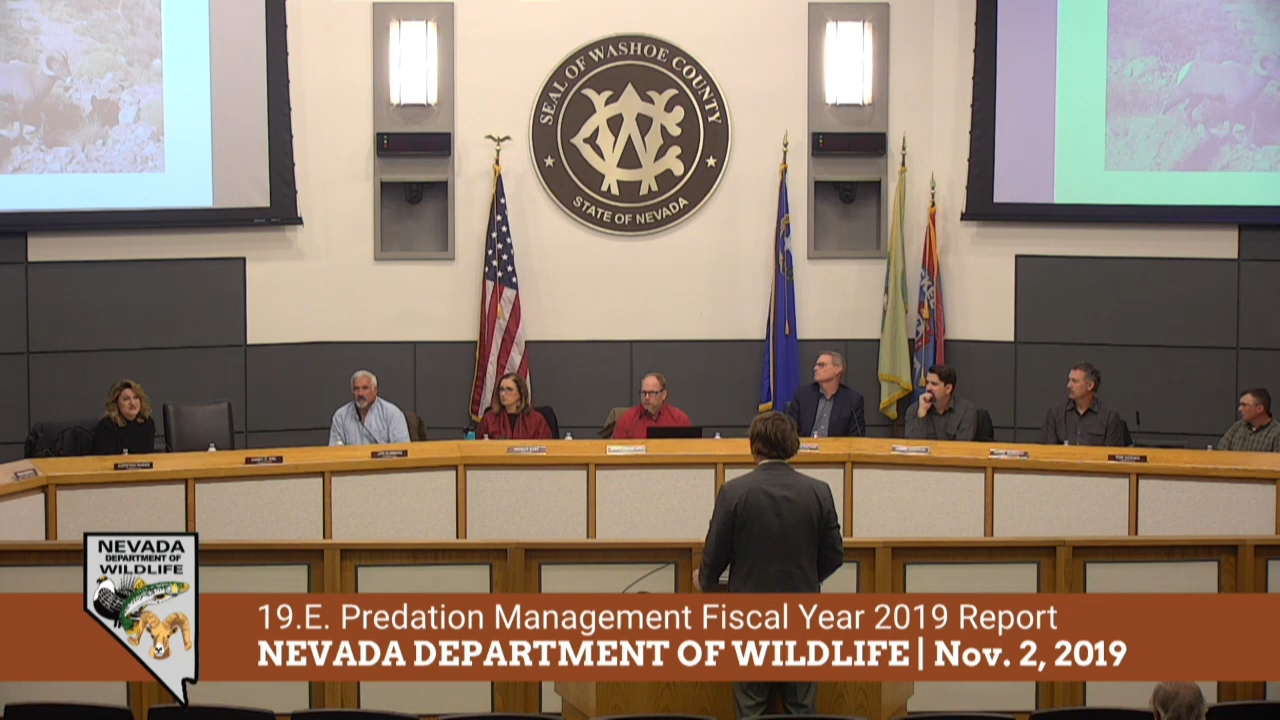 SEAL OF WASHOE COUNTY
STATE OF NEVADA
NEVADA
DEPARTMENT OF
WILDLIFE
19.E. Predation Management Fiscal Year 2019 Report
NEVADA DEPARTMENT OF WILDLIFE | Nov. 2, 2019